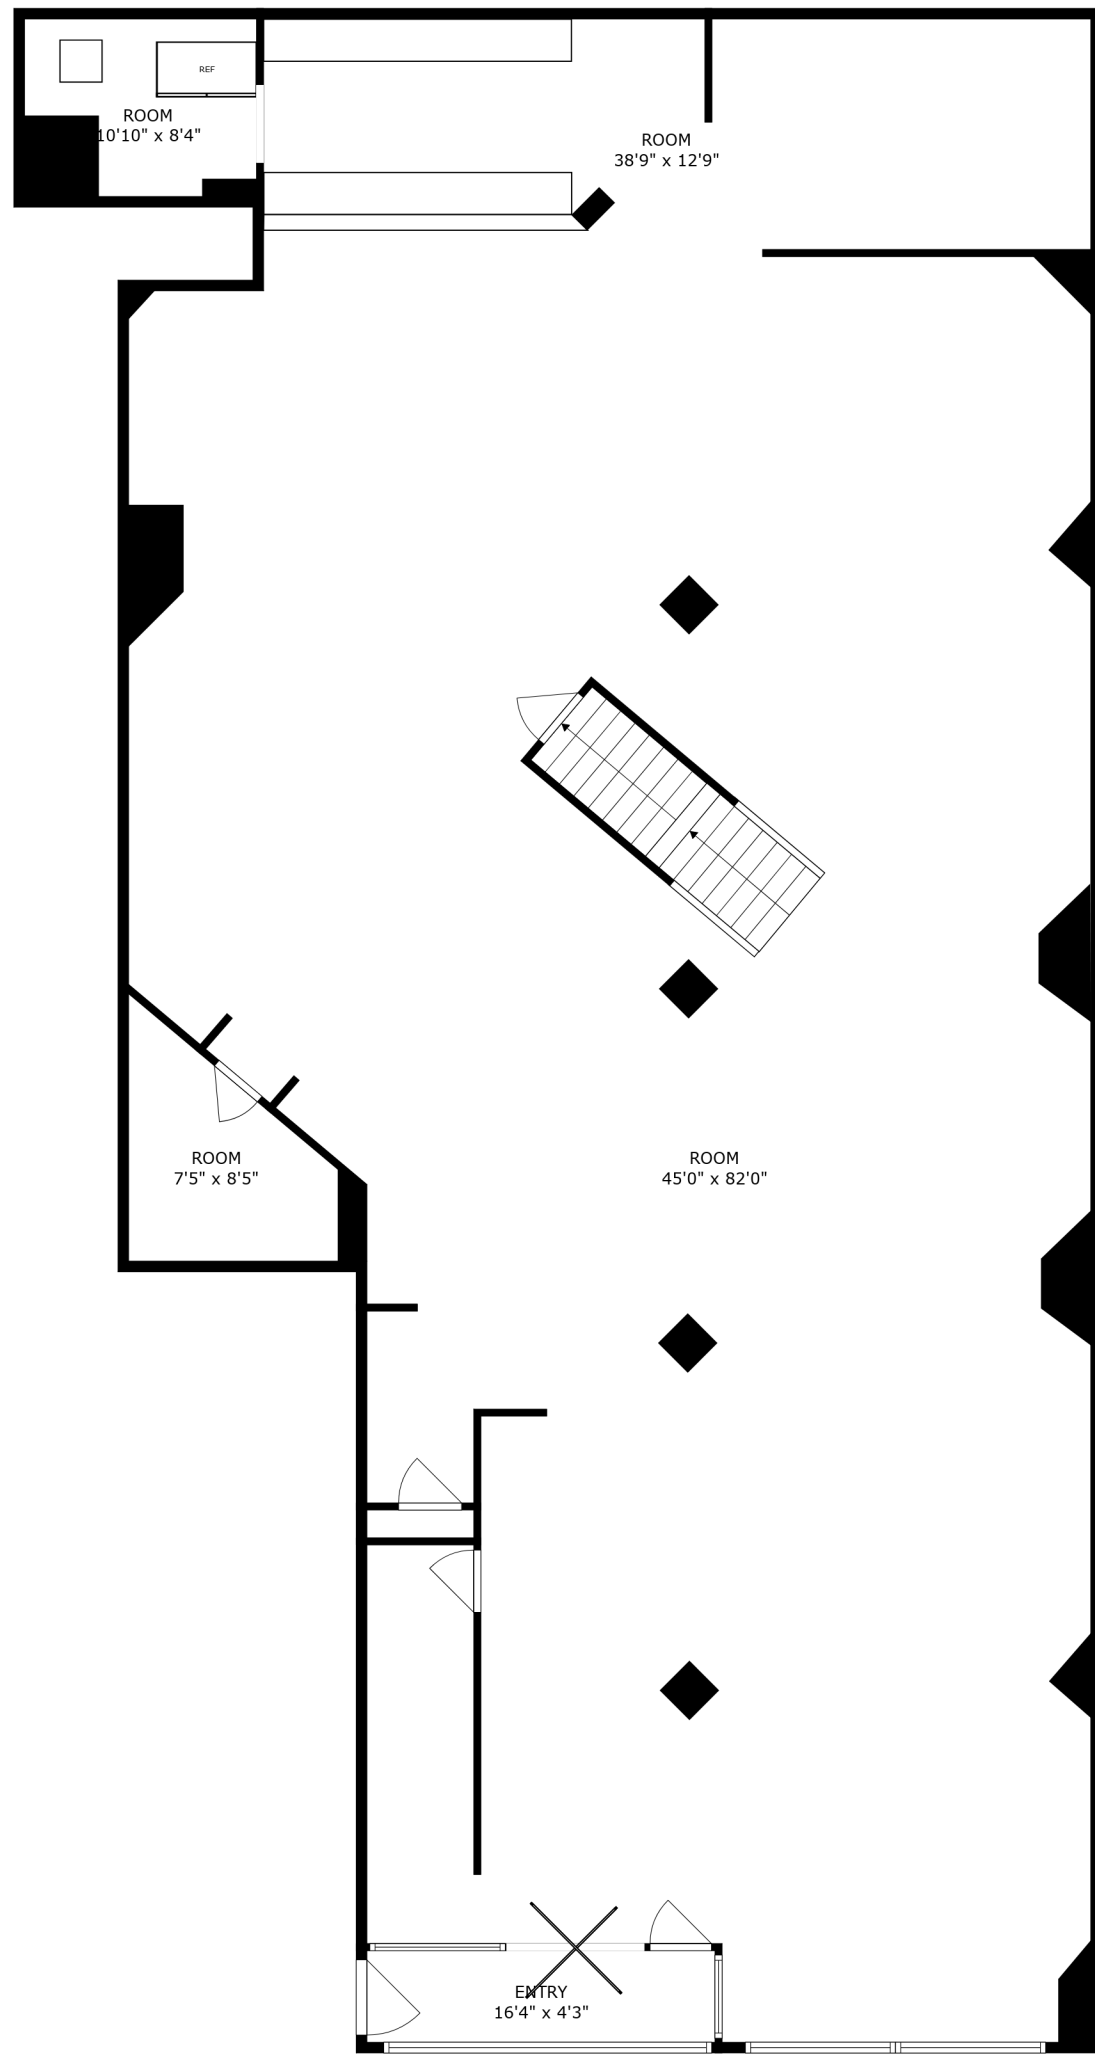 REF
ROOM
10'10" x 8'4"
ROOM
38'9" x 12'9"
ROOM
7'5" x 8'5"
ROOM
45'0" x 82'0"
ENTRY
16'4" x 4'3"